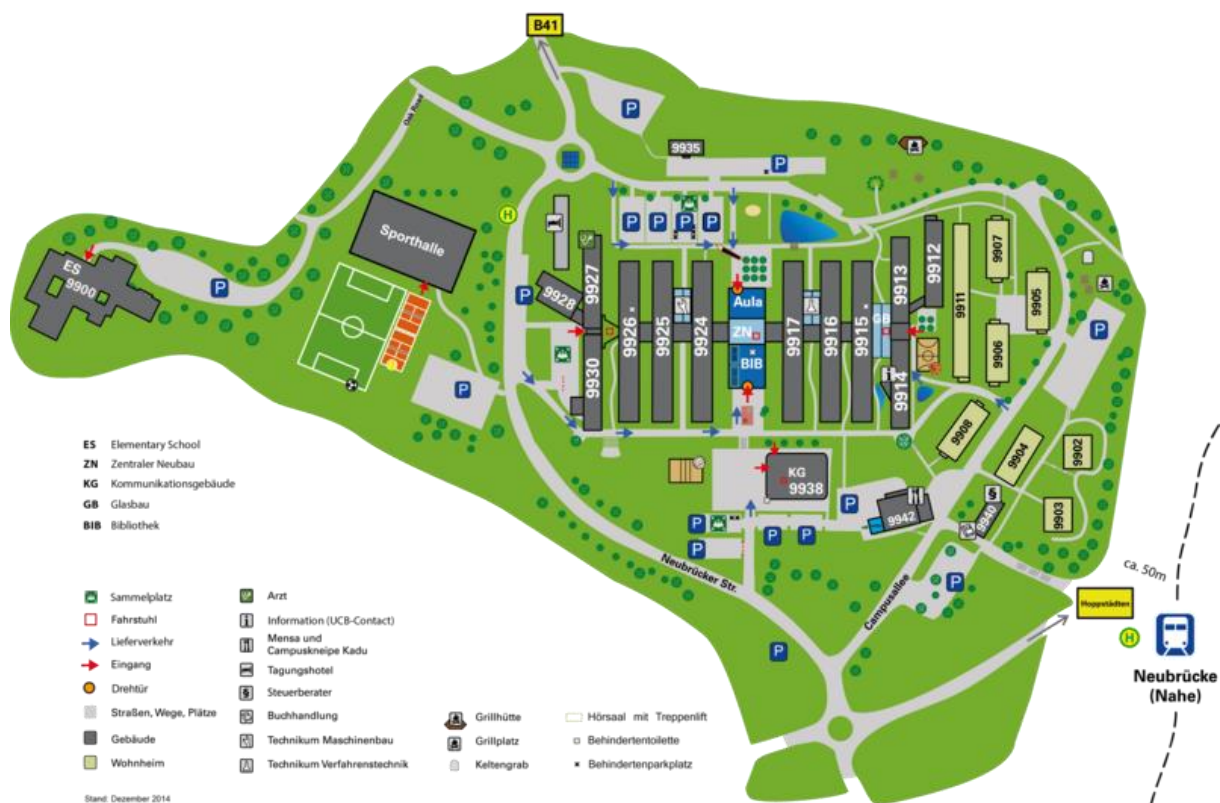 B41
Oak Road
P
9935
P
H
Sporthalle
P P P P
ES
9900
P
9927
9928
P
9926
9925
9924
9930
Aula
ZN
BIB
9917
9916
9915
GB
9913
9912
9914
9911
9907
9905
9906
P
P
9908
9904
9902
9903
KG
9938
P
9942
§
9940
P
P
P
P
P
P
P
Neubrücker Str.
Campusallee
ca. 50m
Hoppstädten
H
Neubrücke
(Nahe)
ES Elementary School
ZN Zentraler Neubau
KG Kommunikationsgebäude
GB Glasbau
BIB Bibliothek
Sammelplatz
Fahrstuhl
Lieferverkehr
Eingang
Drehtür
Straßen, Wege, Plätze
Gebäude
Wohnheim
Arzt
i Information (UCB-Contact)
Mensa und
Campuskneipe Kadu
Tagungshotel
§ Steuerberater
Buchhandlung
Technikum Maschinenbau
Technikum Verfahrenstechnik
Grillhütte
Grillplatz
Keltengrab
Hörsaal mit Treppenlift
Behindertentoilette
Behindertenparkplatz
Stand: Dezember 2014